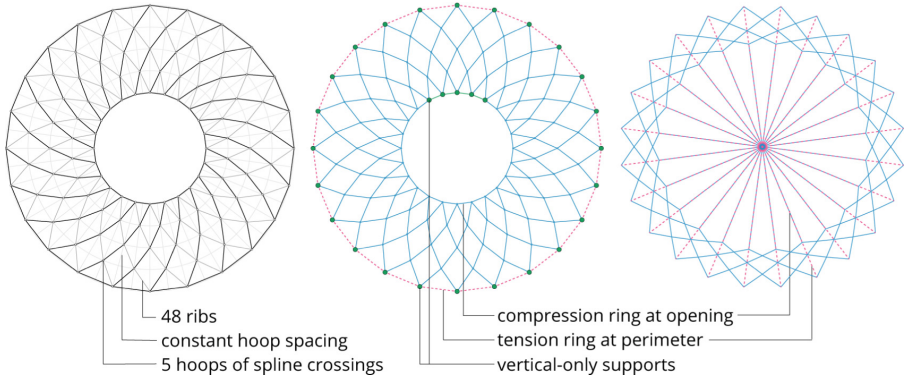 48 ribs
constant hoop spacing
5 hoops of spline crossings
compression ring at opening
tension ring at perimeter
vertical-only supports